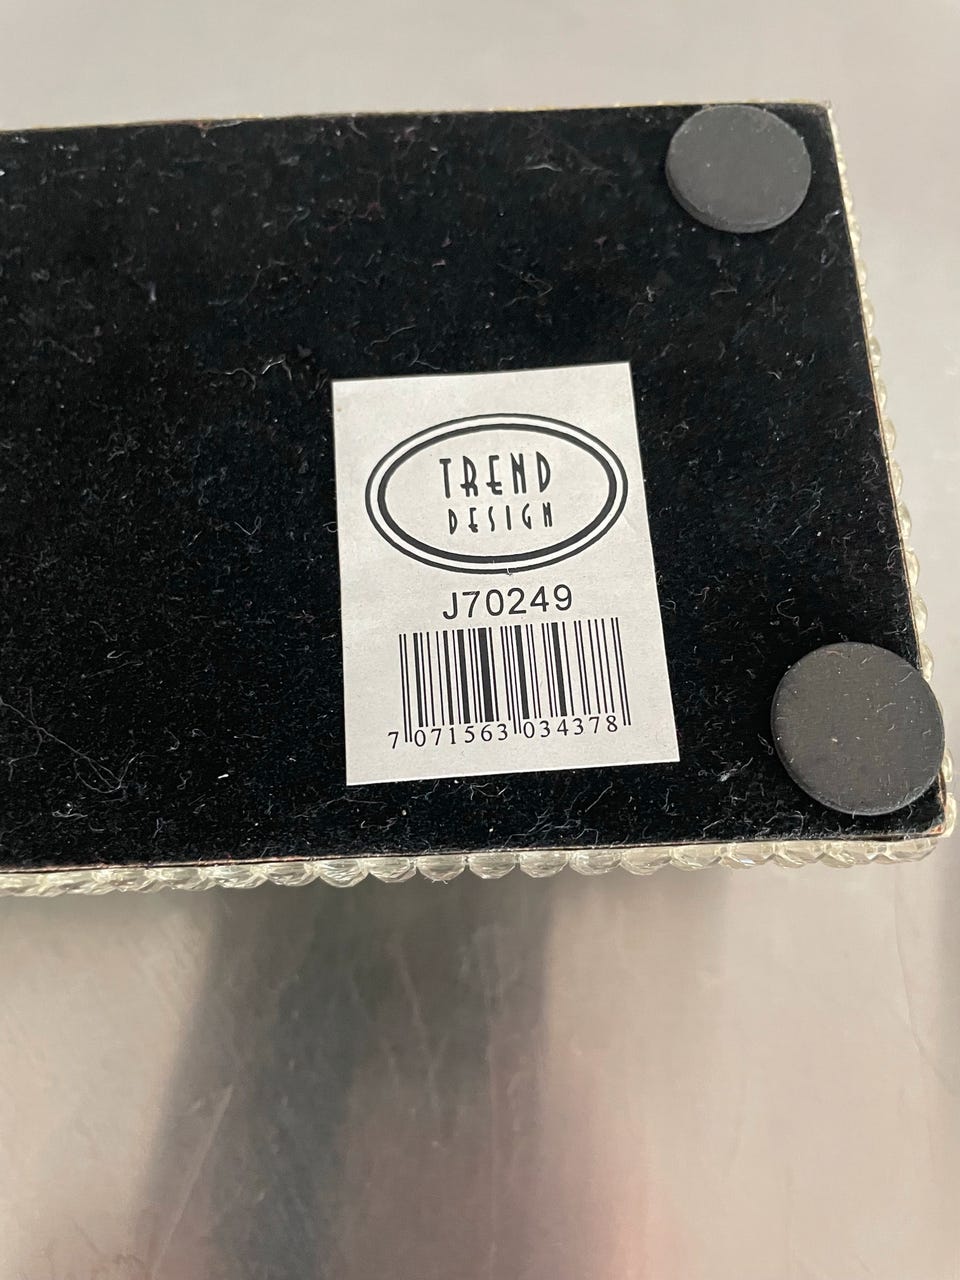 TREND
DESIGN
J70249
7 071563 034378